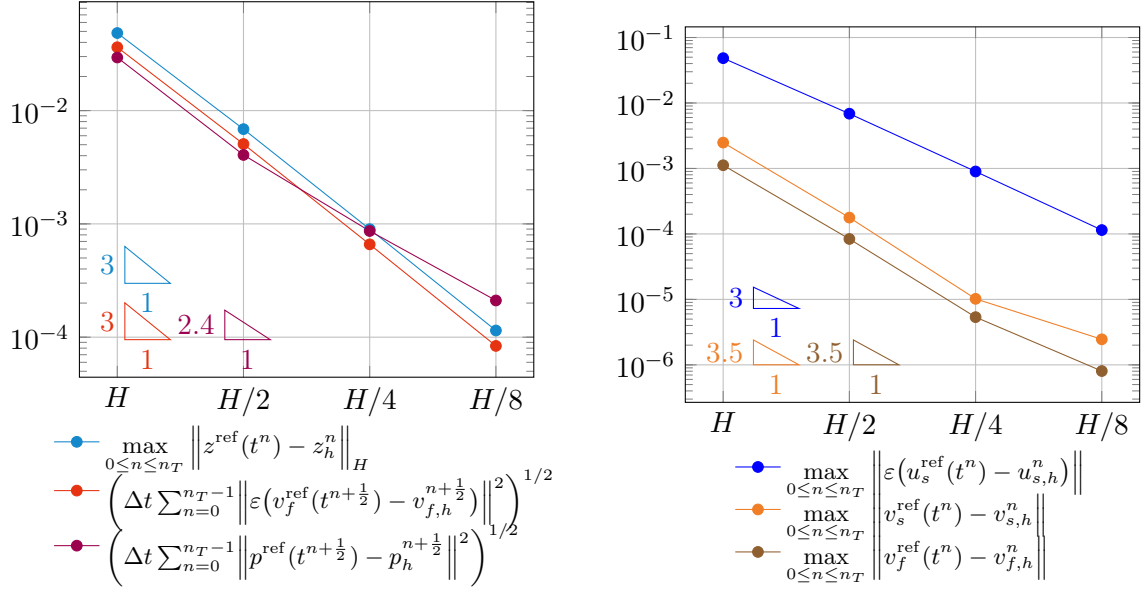 10^{-2}
10^{-3}
10^{-4}
3
1
3
1
2.4
1
H H/2 H/4 H/8
\max_{0≤n≤n_T} ‖z^{ref}(t^n) − z_h^n‖_H
(Δt ∑_{n=0}^{n_T−1} ‖ε(v_f^{ref}(t^{n+\frac{1}{2}}) − v_{f,h}^{n+\frac{1}{2}})‖^2)^{1/2}
(Δt ∑_{n=0}^{n_T−1} ‖p^{ref}(t^{n+\frac{1}{2}}) − p_h^{n+\frac{1}{2}}‖^2)^{1/2}
10^{-1}
10^{-2}
10^{-3}
10^{-4}
10^{-5}
10^{-6}
3
1
3.5
1
3.5
1
H H/2 H/4 H/8
\max_{0≤n≤n_T} ‖ε(u_s^{ref}(t^n) − u_{s,h}^n)‖
\max_{0≤n≤n_T} ‖v_s^{ref}(t^n) − v_{s,h}^n‖
\max_{0≤n≤n_T} ‖v_f^{ref}(t^n) − v_{f,h}^n‖